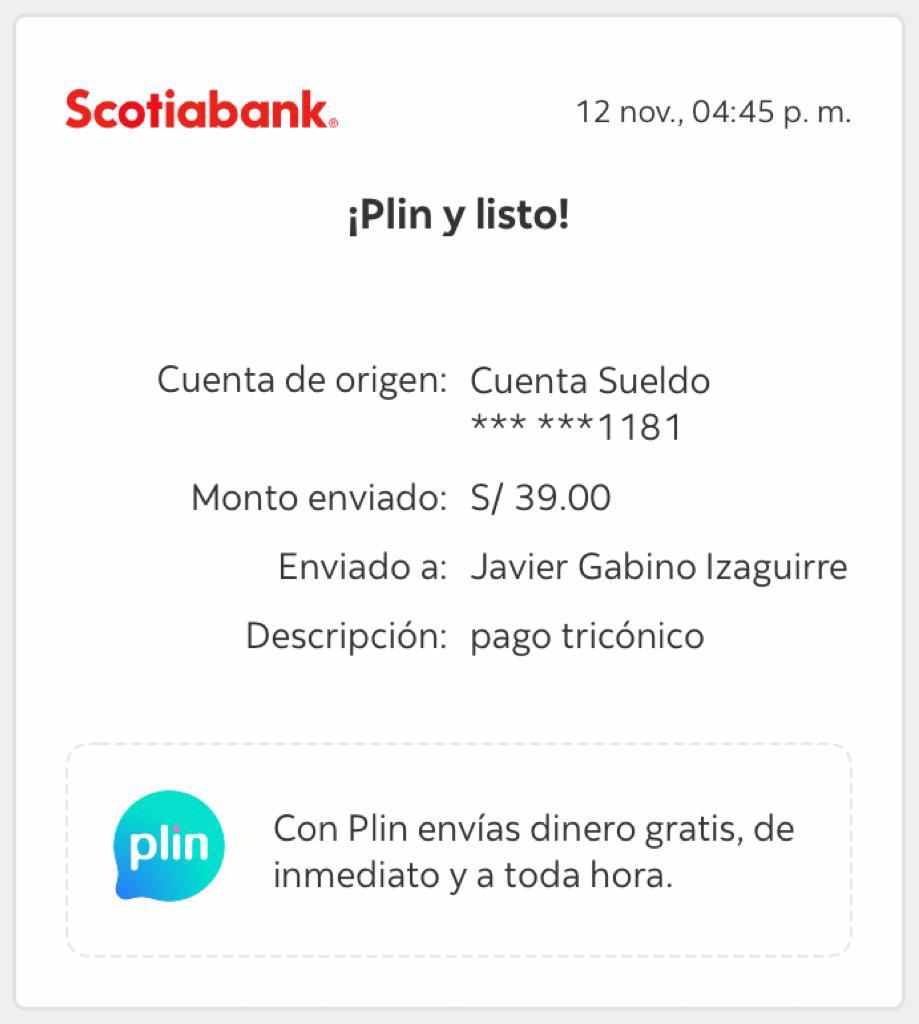 Scotiabank®
12 nov., 04:45 p. m.
¡Plin y listo!
Cuenta de origen: Cuenta Sueldo
*** ***1181
Monto enviado: S/ 39.00
Enviado a: Javier Gabino Izaguirre
Descripción: pago tricónico
plin
Con Plin envías dinero gratis, de
inmediato y a toda hora.